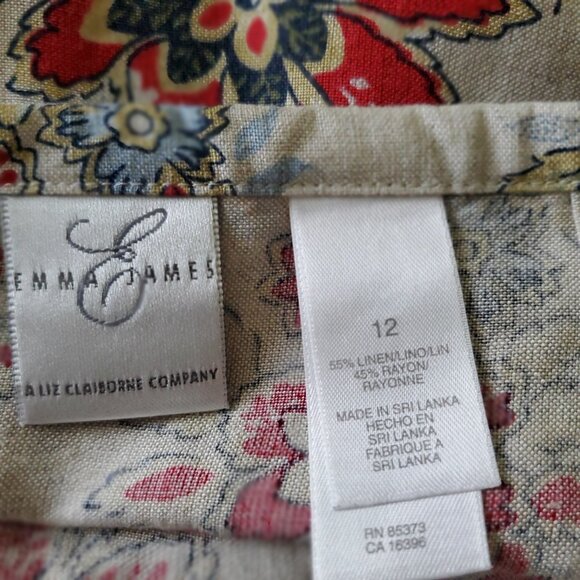 E
EMMA JAMES
A LIZ CLAIBORNE COMPANY
12
55% LINEN/LINO/LIN
45% RAYON/
RAYONNE
MADE IN SRI LANKA
HECHO EN
SRI LANKA
FABRIQUE A
SRI LANKA
RN 85373
CA 16396